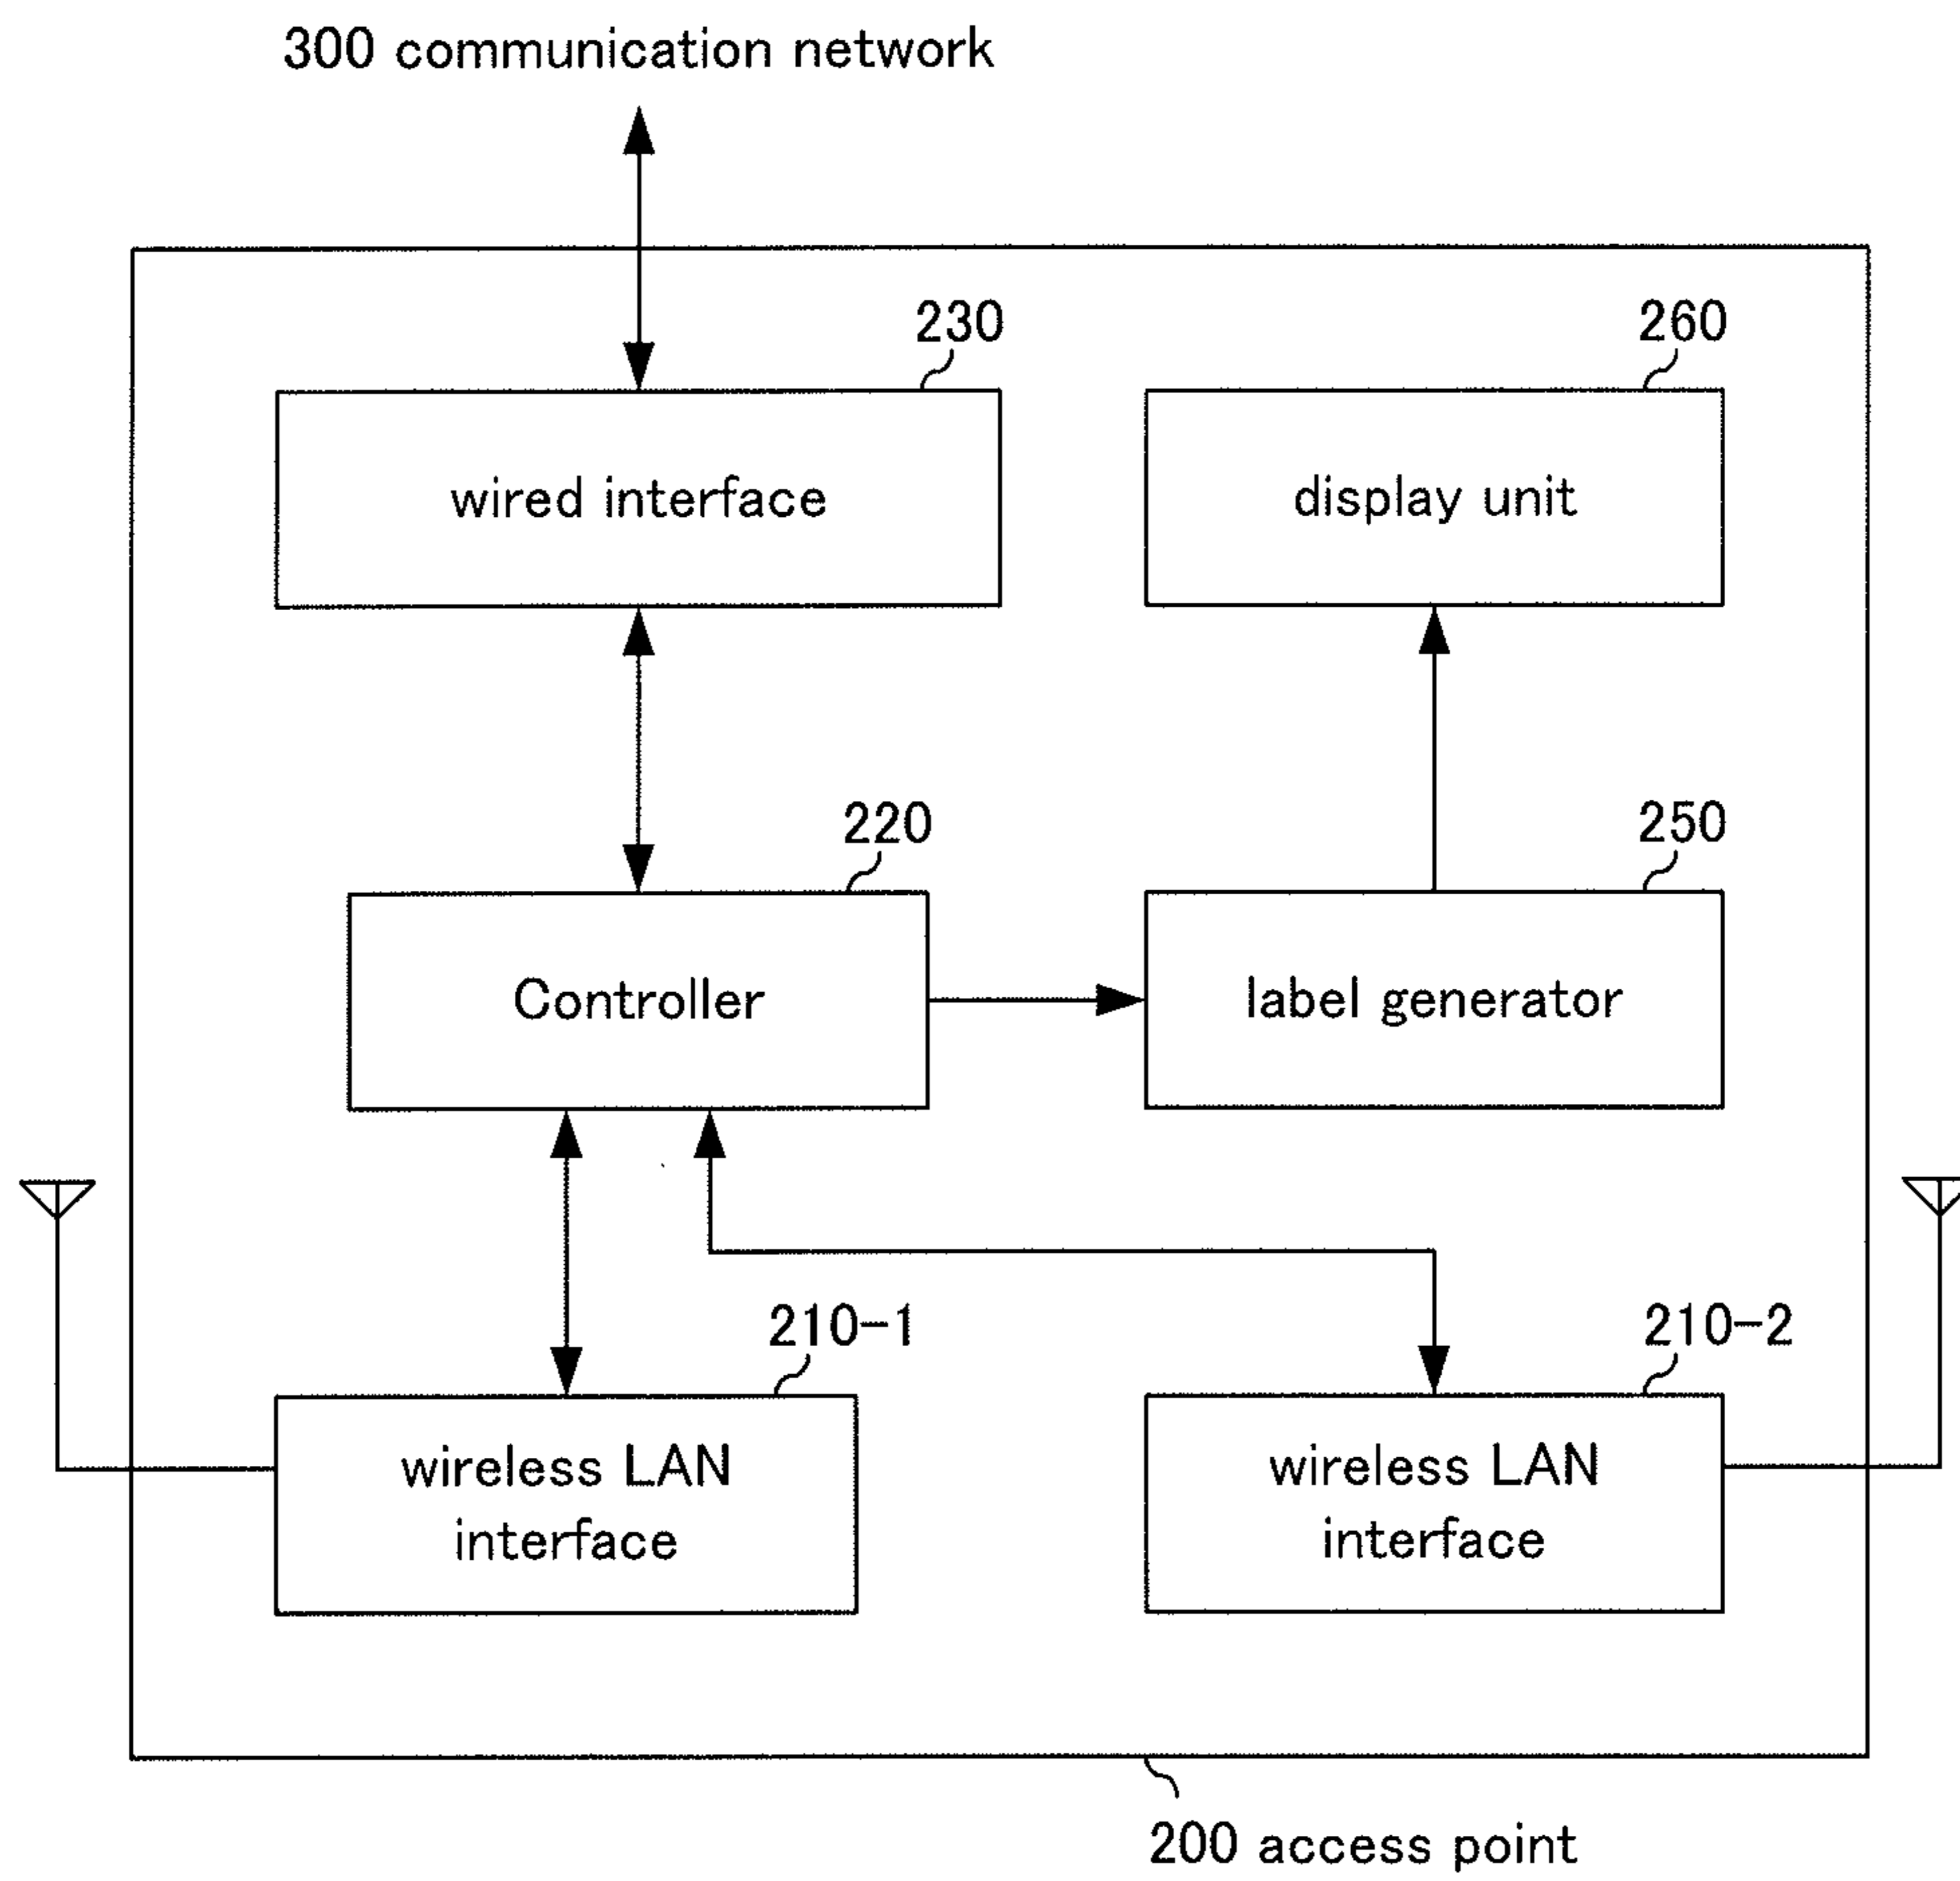 300 communication network
230
260
wired interface
display unit
220
250
Controller
label generator
210-1
210-2
wireless LAN
interface
wireless LAN
interface
200 access point